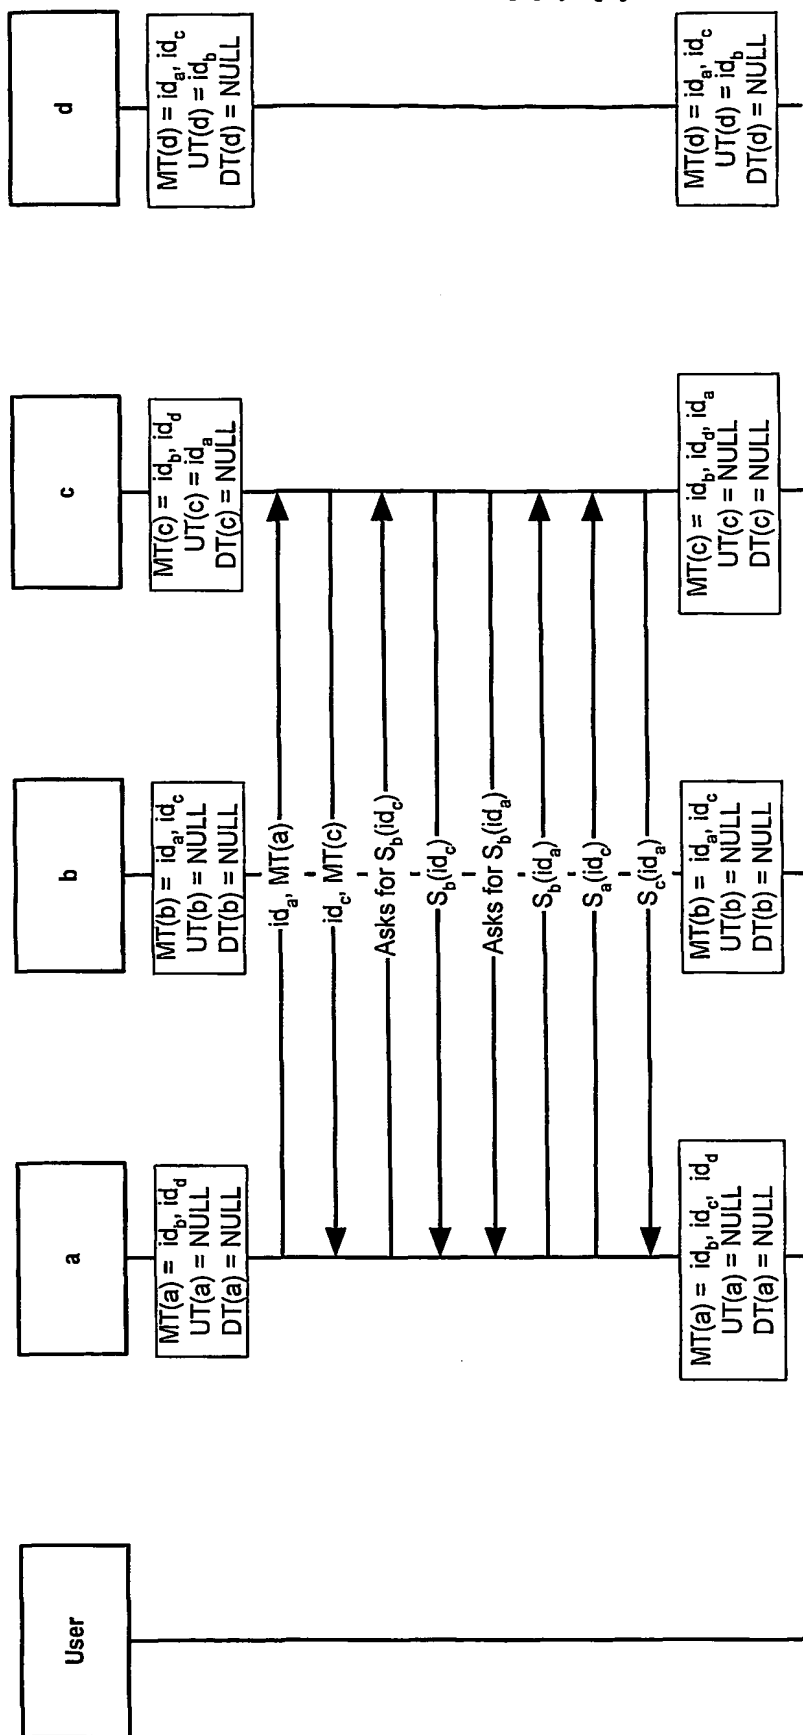 User
a
b
c
d
MT(a) = id_b, id_d
UT(a) = NULL
DT(a) = NULL
MT(b) = id_a, id_c
UT(b) = NULL
DT(b) = NULL
MT(c) = id_b, id_d
UT(c) = id_a
DT(c) = NULL
MT(d) = id_a, id_c
UT(d) = id_b
DT(d) = NULL
id_a, MT(a)
id_c, MT(c)
Asks for S_b(id_c)
S_b(id_c)
Asks for S_b(id_a)
S_b(id_a)
S_a(id_c)
S_c(id_a)
MT(a) = id_b, id_c, id_d
UT(a) = NULL
DT(a) = NULL
MT(b) = id_a, id_c
UT(b) = NULL
DT(b) = NULL
MT(c) = id_b, id_d, id_a
UT(c) = NULL
DT(c) = NULL
MT(d) = id_a, id_c
UT(d) = id_b
DT(d) = NULL